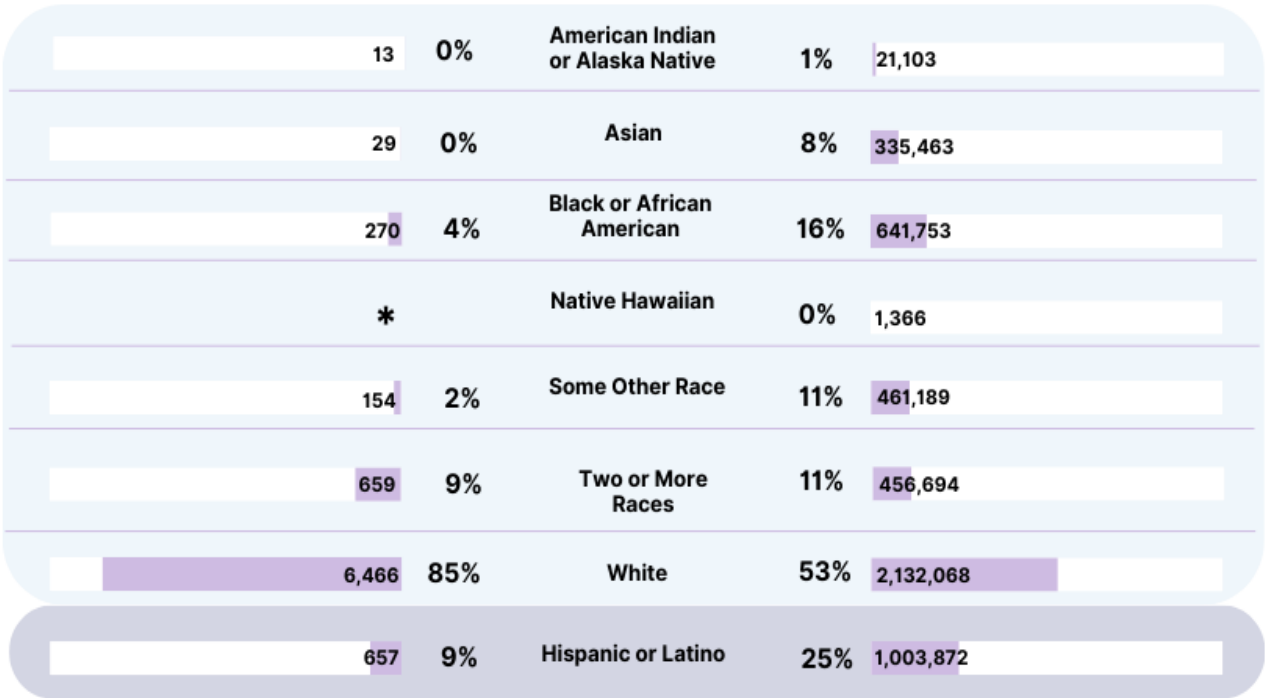 13 0% American Indian
or Alaska Native 1% 21,103
29 0% Asian 8% 335,463
270 4% Black or African
American 16% 641,753
* Native Hawaiian 0% 1,366
154 2% Some Other Race 11% 461,189
659 9% Two or More
Races 11% 456,694
6,466 85% White 53% 2,132,068
657 9% Hispanic or Latino 25% 1,003,872